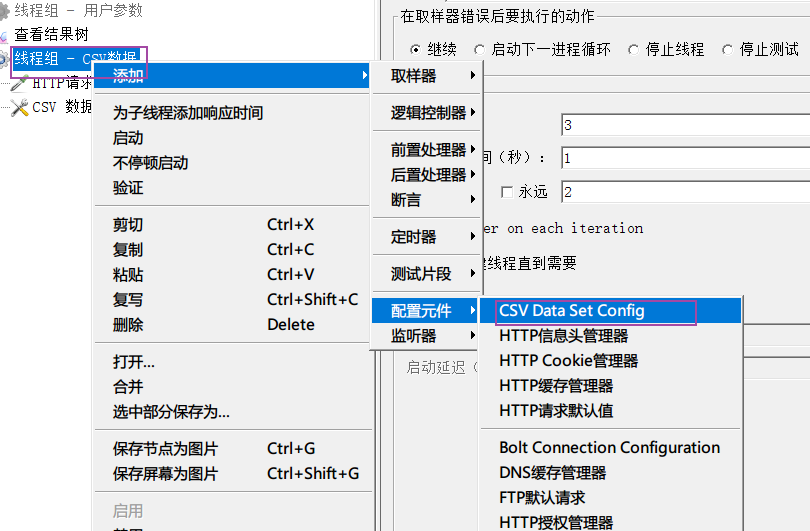 线程组 - 用户参数
查看结果树
线程组 - CSV数据
HTTP请求
CSV 数据
添加
为子线程添加响应时间
启动
不停顿启动
验证
剪切 Ctrl+X
复制 Ctrl+C
粘贴 Ctrl+V
复写 Ctrl+Shift+C
删除 Delete
打开...
合并
选中部分保存为...
保存节点为图片 Ctrl+G
保存屏幕为图片 Ctrl+Shift+G
启用
取样器
逻辑控制器
前置处理器
后置处理器
断言
定时器
测试片段
配置元件
监听器
CSV Data Set Config
HTTP信息头管理器
HTTP Cookie管理器
HTTP缓存管理器
HTTP请求默认值
Bolt Connection Configuration
DNS缓存管理器
FTP默认请求
HTTP授权管理器
在取样器错误后要执行的动作
继续 启动下一进程循环 停止线程 停止测试
3
(秒): 1
永远 2
er on each iteration
线程直到需要
启动延迟（